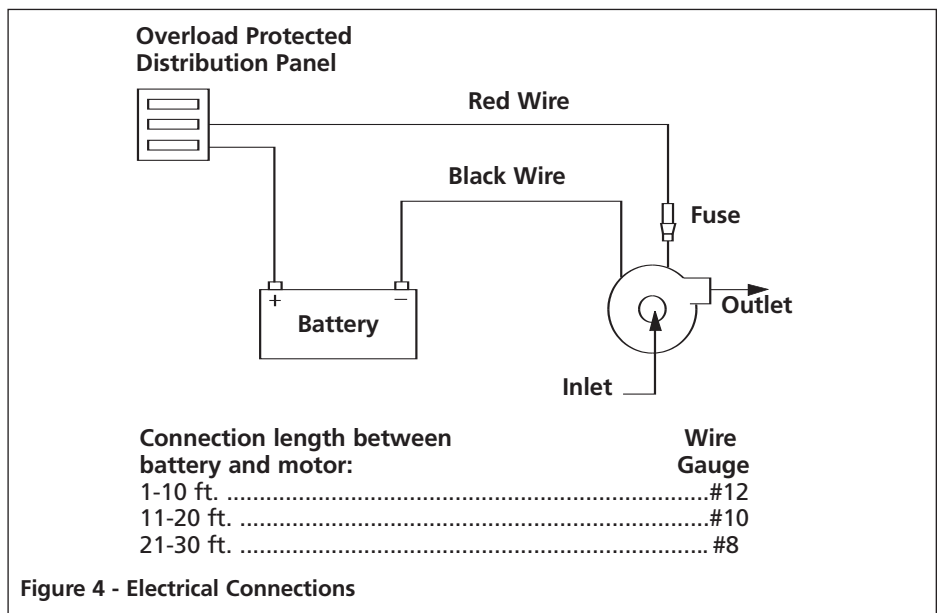 Overload Protected
Distribution Panel
Red Wire
Black Wire
Fuse
+
−
Battery
Outlet
Inlet
Connection length between Wire
battery and motor: Gauge
1-10 ft. ............................................................................#12
11-20 ft. ..........................................................................#10
21-30 ft. .......................................................................... #8
Figure 4 - Electrical Connections